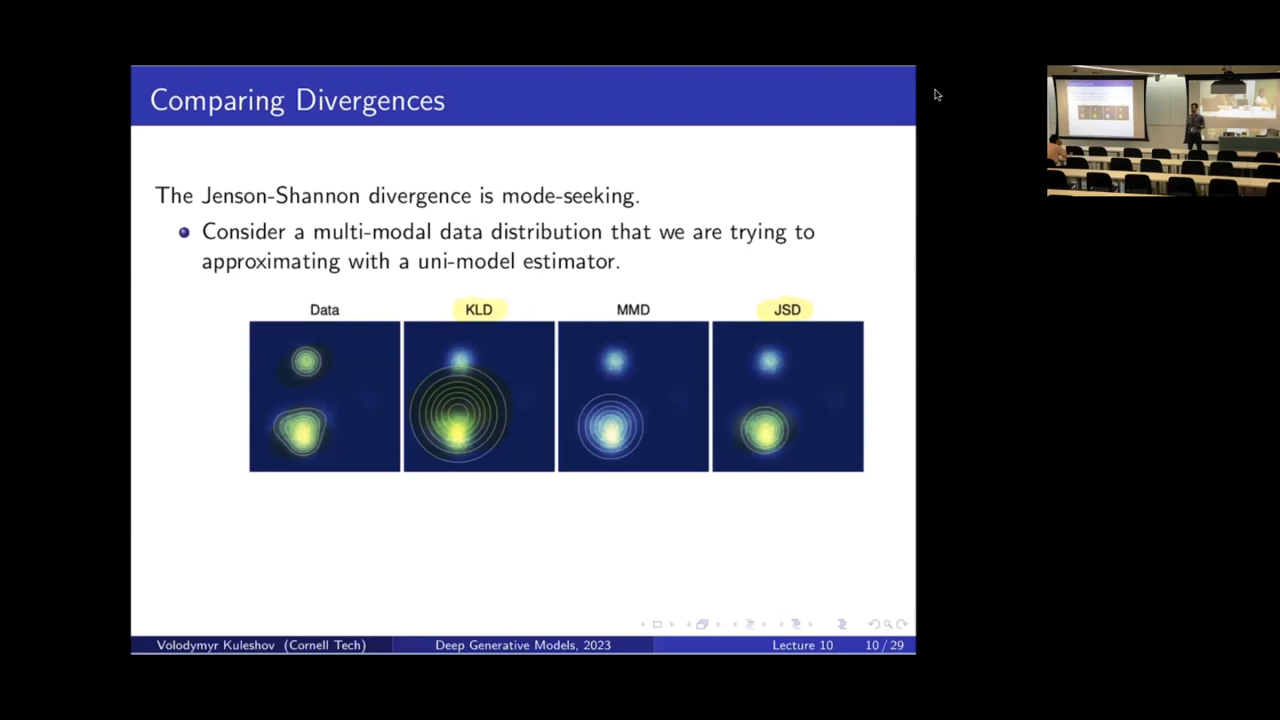 Comparing Divergences
The Jenson-Shannon divergence is mode-seeking.
Consider a multi-modal data distribution that we are trying to
approximating with a uni-model estimator.
Data KLD MMD JSD
Volodymyr Kuleshov (Cornell Tech) Deep Generative Models, 2023 Lecture 10 10 / 29